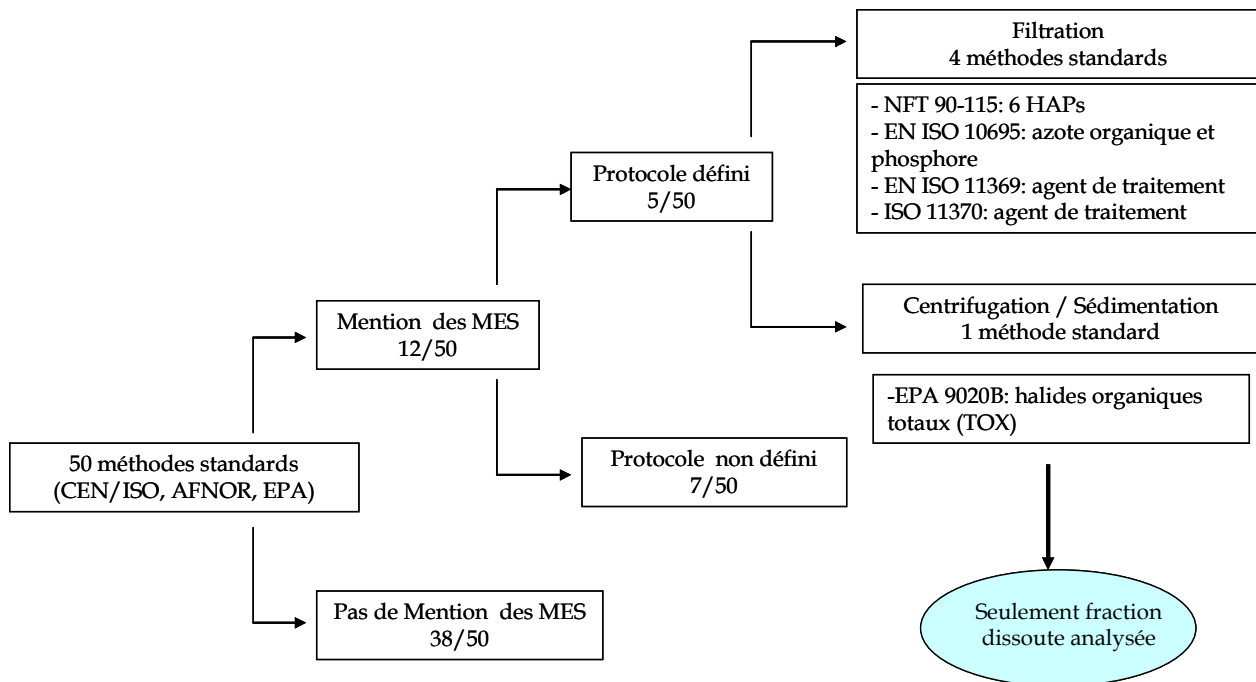 Filtration
4 méthodes standards
- NFT 90-115: 6 HAPs
- EN ISO 10695: azote organique et
phosphore
- EN ISO 11369: agent de traitement
- ISO 11370: agent de traitement
Protocole défini
5/50
Centrifugation / Sédimentation
1 méthode standard
Mention des MES
12/50
-EPA 9020B: halides organiques
totaux (TOX)
50 méthodes standards
(CEN/ISO, AFNOR, EPA)
Protocole non défini
7/50
Pas de Mention des MES
38/50
Seulement fraction
dissoute analysée